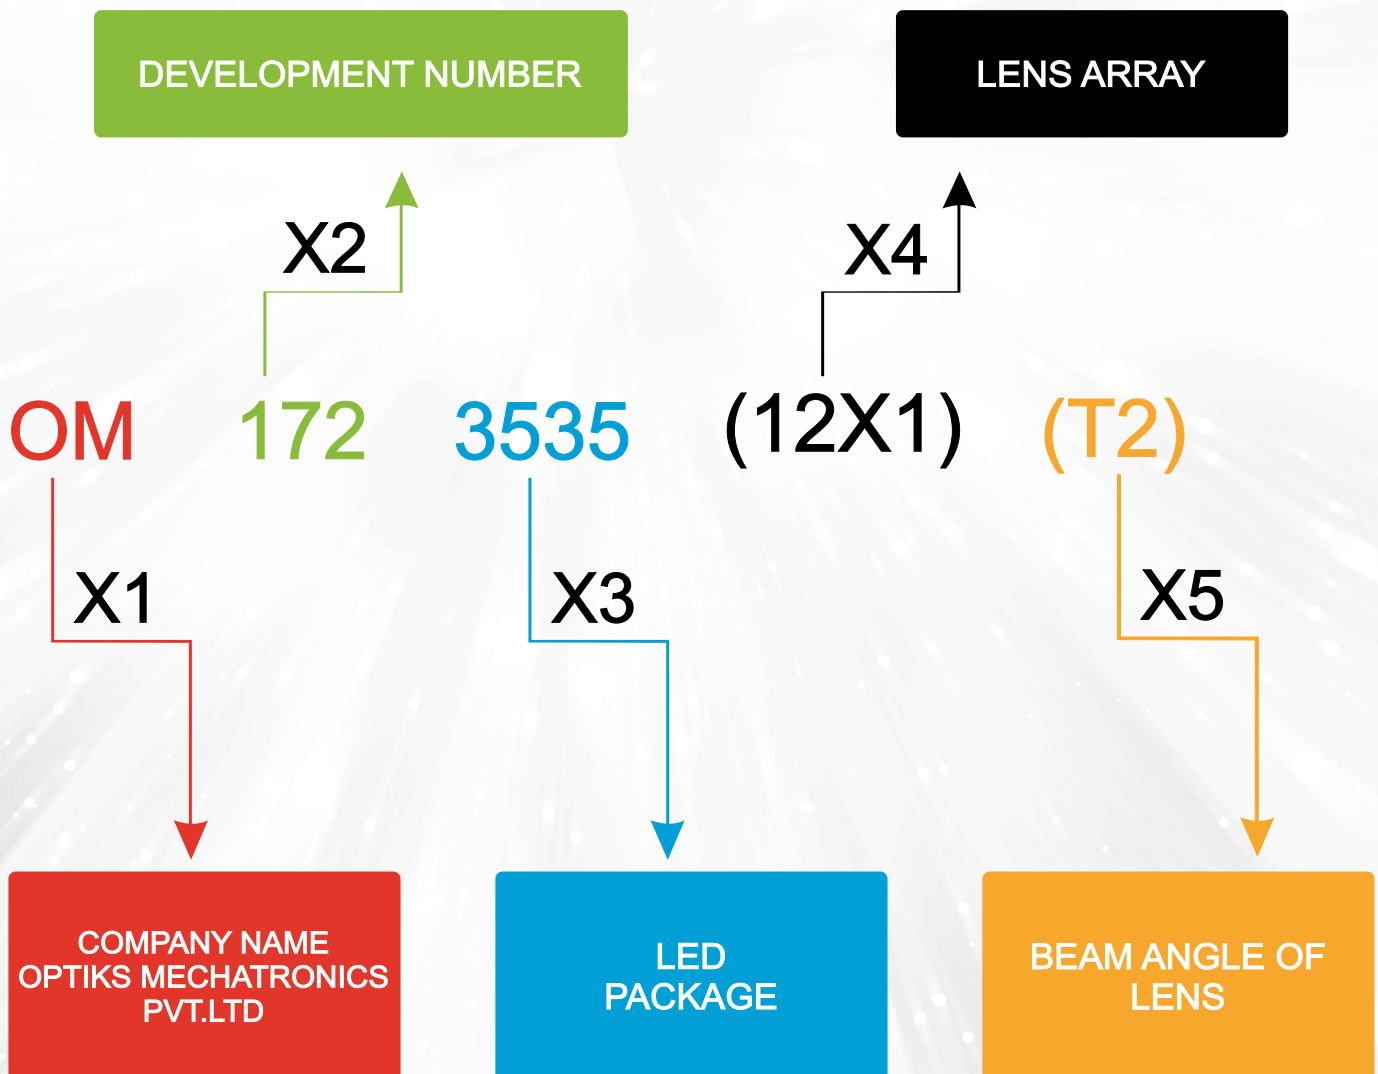 DEVELOPMENT NUMBER
LENS ARRAY
X2
X4
OM 172 3535 (12X1) (T2)
X1
X3
X5
COMPANY NAME
OPTIKS MECHATRONICS
PVT.LTD
LED
PACKAGE
BEAM ANGLE OF
LENS